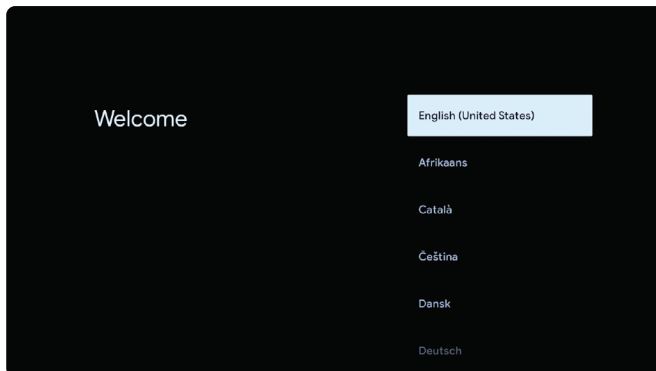 Welcome
English (United States)
Afrikaans
Català
Čeština
Dansk
Deutsch